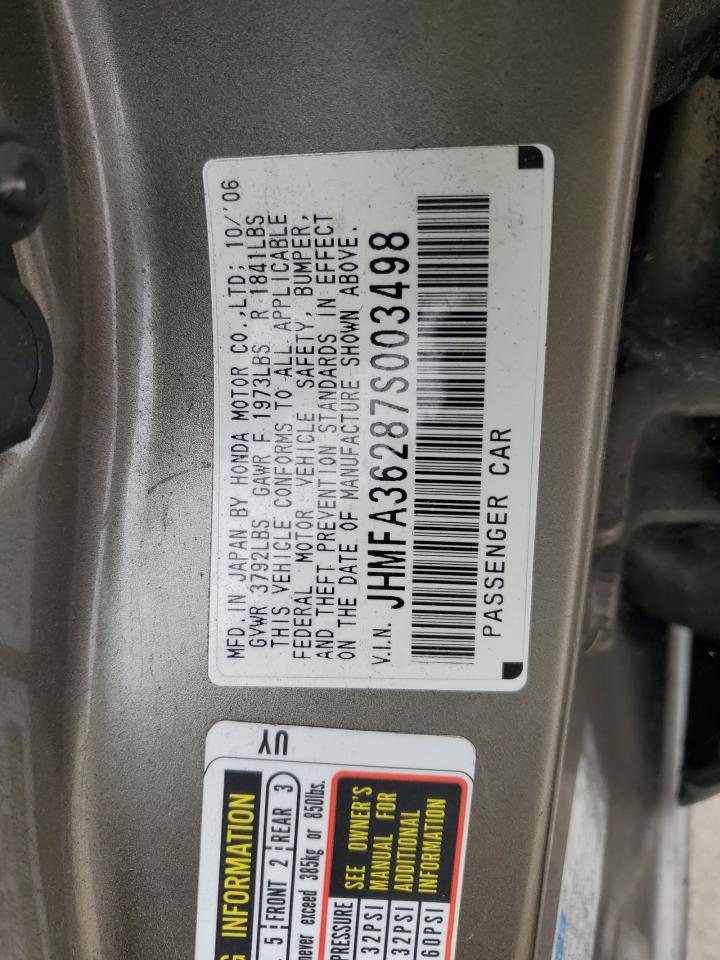 MFD.IN JAPAN BY HONDA MOTOR CO.,LTD; 10/'06
GVWR 3792LBS GAWR F 1973LBS R 1841LBS
THIS VEHICLE CONFORMS TO ALL APPLICABLE
FEDERAL MOTOR VEHICLE SAFETY, BUMPER,
AND THEFT PREVENTION STANDARDS IN EFFECT
ON THE DATE OF MANUFACTURE SHOWN ABOVE.
V.I.N. JHMFA36287S003498
PASSENGER CAR
UY
INFORMATION
5 FRONT 2 REAR 3
never exceed 385kg or 850lbs.
PRESSURE
32PSI
32PSI
60PSI
SEE OWNER'S
MANUAL FOR
ADDITIONAL
INFORMATION